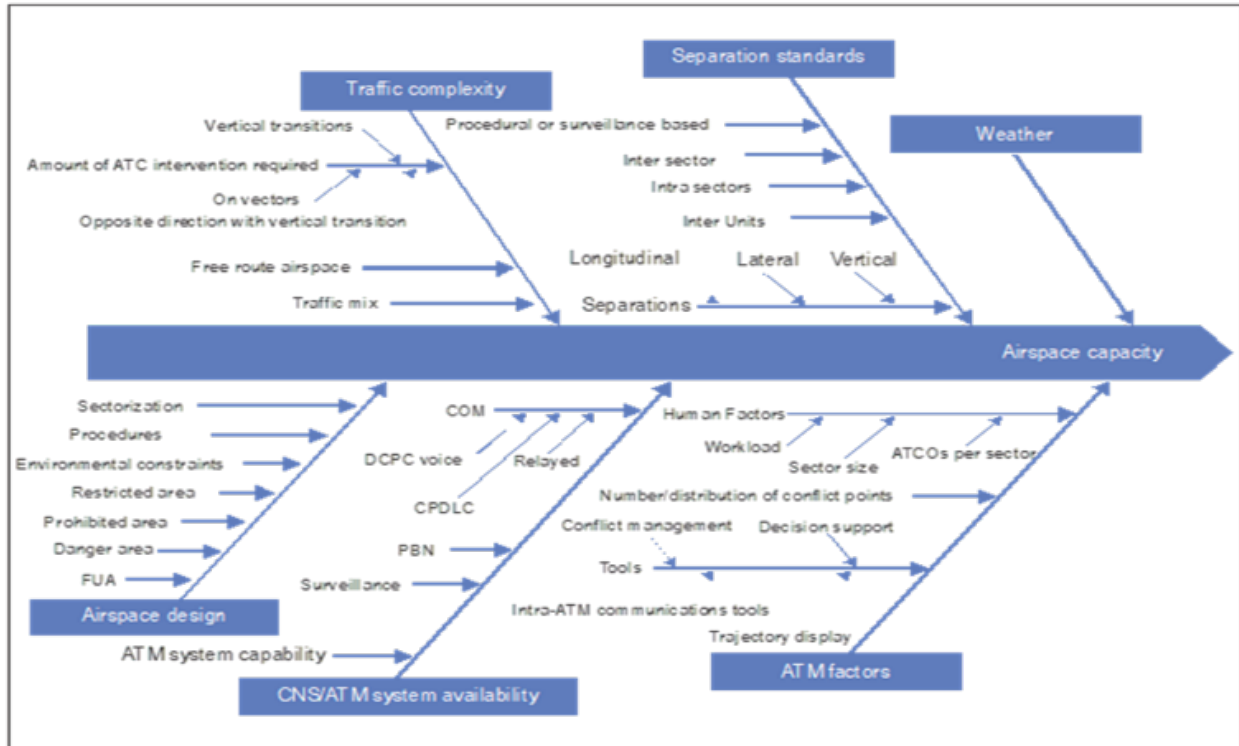 Separation standards
Traffic complexity
Vertical transitions
Procedural or surveillance based
Weather
Amount of ATC intervention required
Inter sector
On vectors
Intra sectors
Opposite direction with vertical transition
Inter Units
Free route airspace
Longitudinal
Lateral
Vertical
Traffic mix
Separations
Airspace capacity
Sectorization
COM
Human Factors
Procedures
DCPC voice
Relayed
Workload
Sector size
ATCOs per sector
Environmental constraints
Restricted area
CPDLC
Number/distribution of conflict points
Prohibited area
Conflict management
Decision support
Danger area
PBN
Tools
FUA
Surveillance
Airspace design
Intra-ATM communications tools
Trajectory display
ATM system capability
ATM factors
CNS/ATM system availability